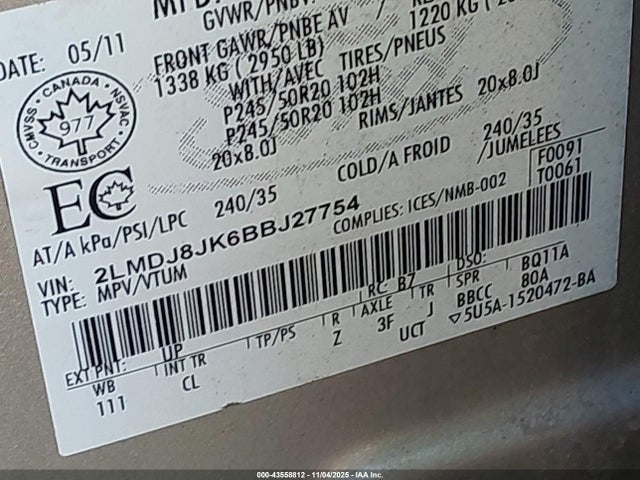 DATE: 05/11
GVWR/PNBV
FRONT GAWR/PNBE AV
1338 KG (2950 LB)
1220 KG
WITH/AVEC TIRES/PNEUS
P245/50R20 102H
P245/50R20 102H
RIMS/JANTES 20x8.0J
20x8.0J
CMVSS • CANADA • NSVAC
977
TRANSPORT
EC
AT/A kPa/PSI/LPC 240/35
COLD/A FROID 240/35
/JUMELEES
F0091
T0061
VIN: 2LMDJ8JK6BBJ27754
COMPLIES: ICES/NMB-002
TYPE: MPV/VTUM
EXT PNT: UP RC: B7 DSO: BQ11A
WB INT TR TP/PS R AXLE TR SPR 80A
111 CL Z 3F J BBCC
UCT ▽5U5A-1520472-BA
000-43558812 - 11/04/2025 - IAA Inc.